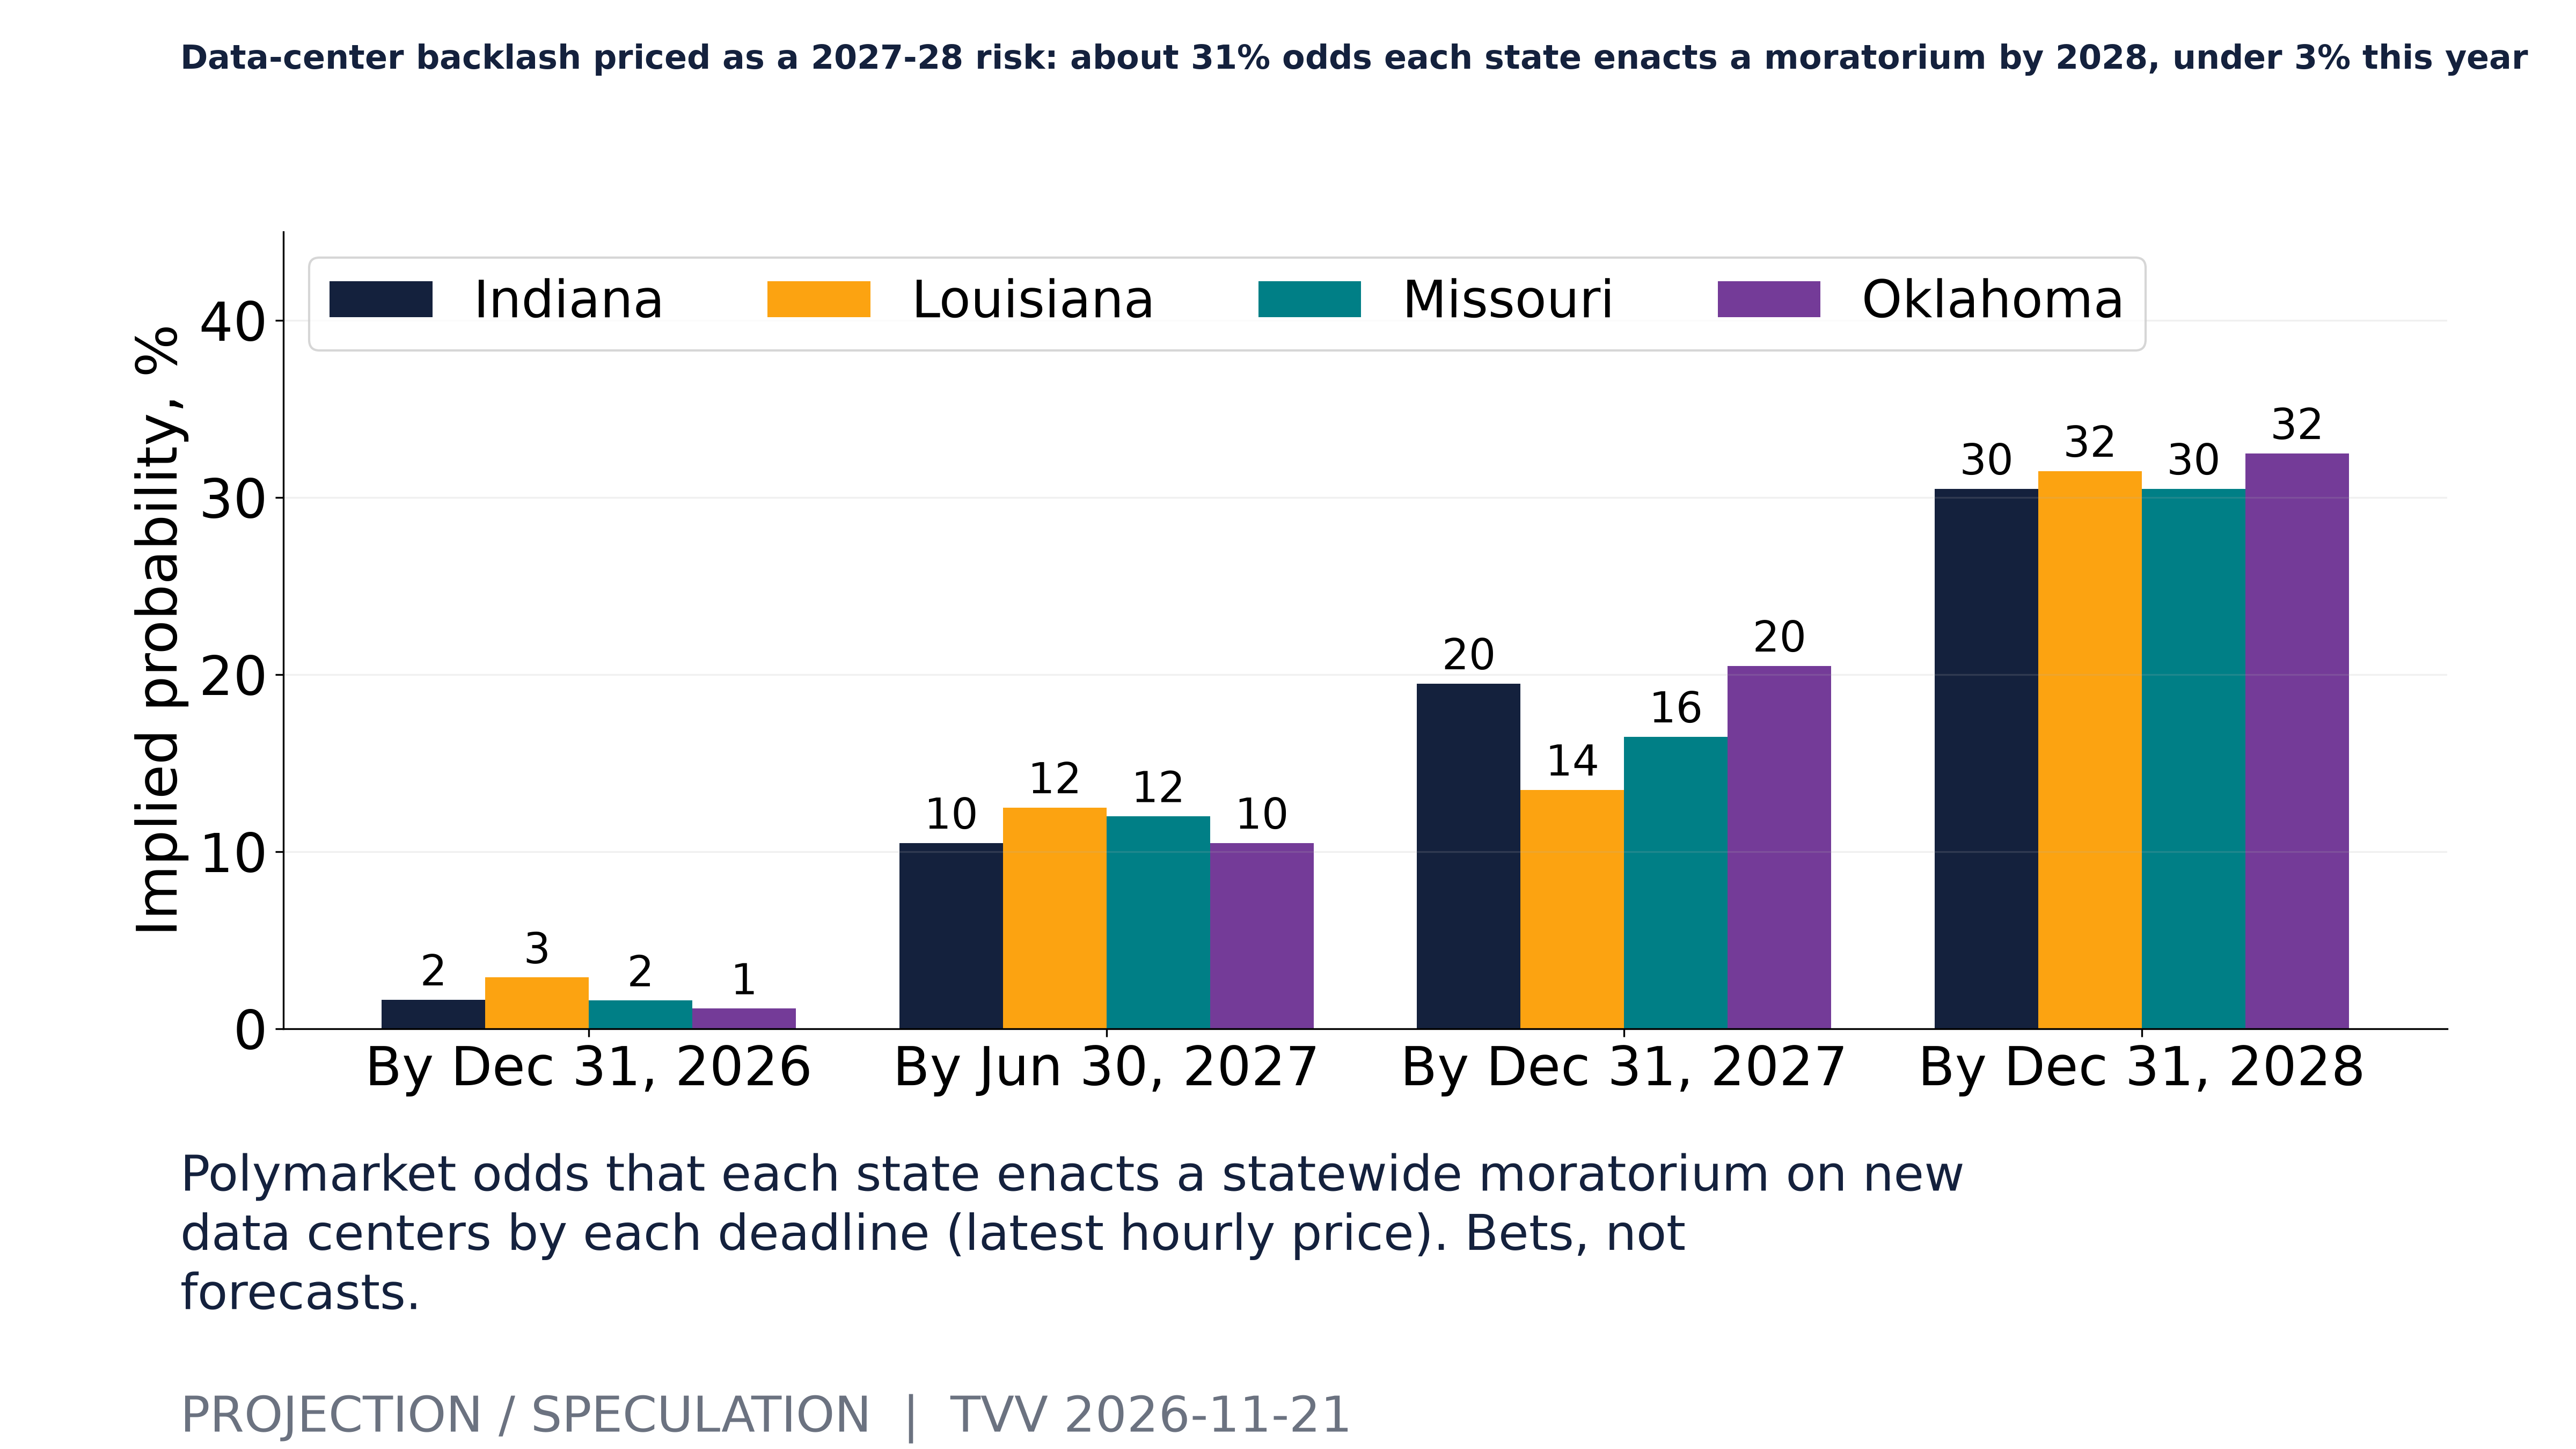 Data-center backlash priced as a 2027-28 risk: about 31% odds each state enacts a moratorium by 2028, under 3% this year
Indiana Louisiana Missouri Oklahoma
Implied probability, %
40
30
20
10
0
2 3 2 1
10 12 12 10
20 14 16 20
30 32 30 32
By Dec 31, 2026 By Jun 30, 2027 By Dec 31, 2027 By Dec 31, 2028
Polymarket odds that each state enacts a statewide moratorium on new
data centers by each deadline (latest hourly price). Bets, not
forecasts.
PROJECTION / SPECULATION | TVV 2026-11-21